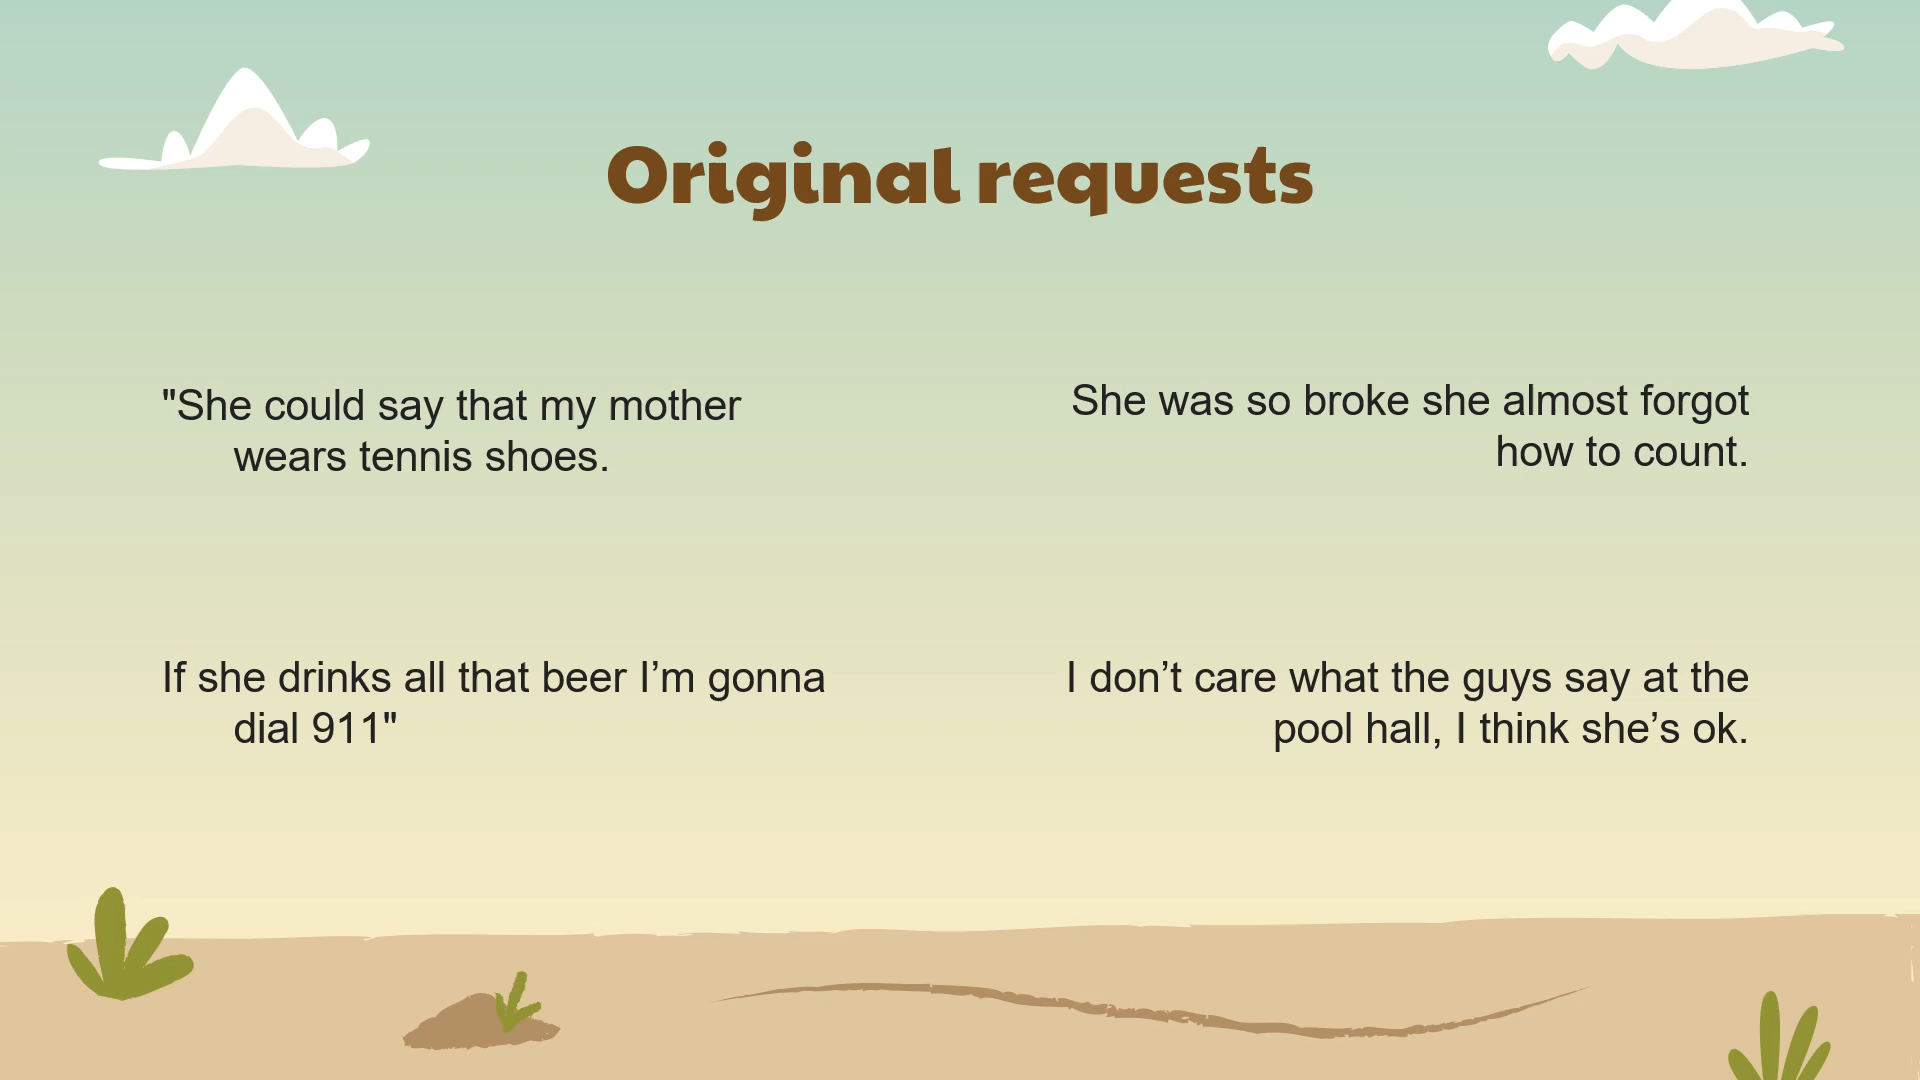 Original requests
"She could say that my mother
wears tennis shoes.
She was so broke she almost forgot
how to count.
If she drinks all that beer I’m gonna
dial 911"
I don’t care what the guys say at the
pool hall, I think she’s ok.